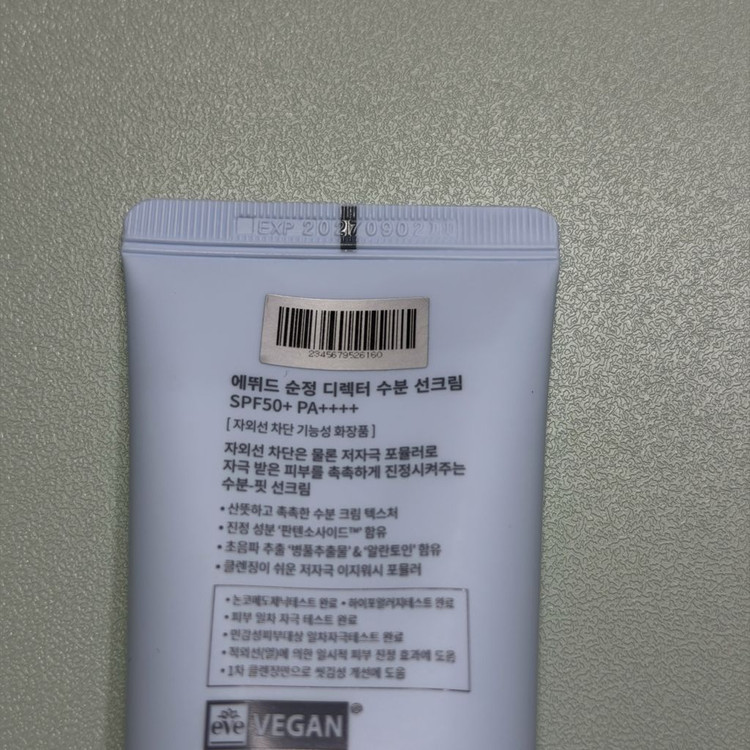 EXP 20270902
2345679526160
에뛰드 순정 디렉터 수분 선크림
SPF50+ PA++++
[ 자외선 차단 기능성 화장품 ]
자외선 차단은 물론 저자극 포뮬러로
자극 받은 피부를 촉촉하게 진정시켜주는
수분-핏 선크림
• 산뜻하고 촉촉한 수분 크림 텍스처
• 진정 성분 ‘판텐소사이드™’ 함유
• 초음파 추출 ‘병풀추출물’ & ‘알란토인’ 함유
• 클렌징이 쉬운 저자극 이지워시 포뮬러
• 논코메도제닉테스트 완료 • 하이포알러지테스트 완료
• 피부 일차 자극 테스트 완료
• 민감성피부대상 일차자극테스트 완료
• 적외선(열)에 의한 일시적 피부 진정 효과에 도움
• 1차 클렌징만으로 씻김성 개선에 도움
eve VEGAN®